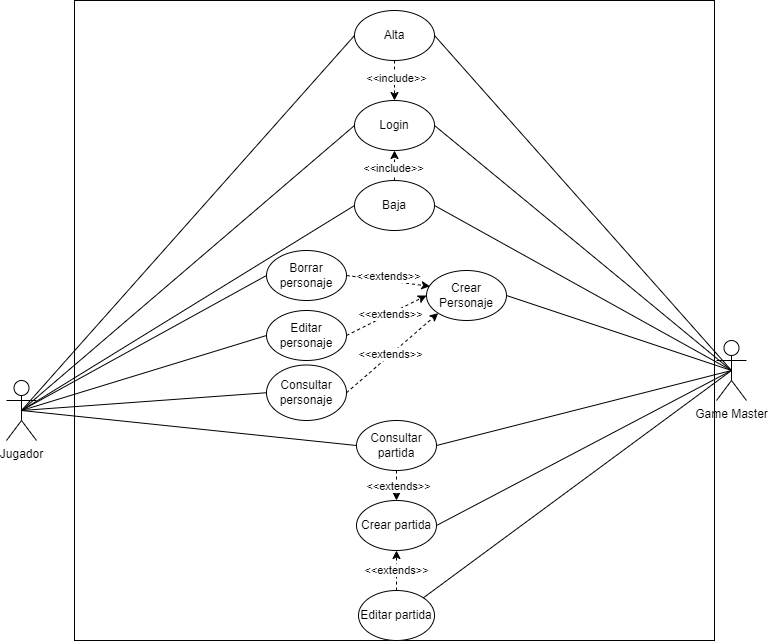 Alta
<<include>>
Login
<<include>>
Baja
Borrar
personaje
<<extends>>
Crear
Personaje
Editar
personaje
<<extends>>
<<extends>>
Consultar
personaje
Game Master
Jugador
Consultar
partida
<<extends>>
Crear partida
<<extends>>
Editar partida